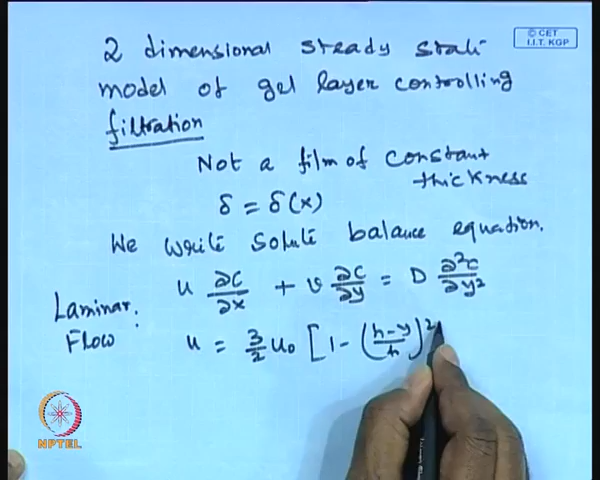 © CET
I.I.T. KGP
2 dimensional steady state
model of gel layer controlling
filtration
Not a film of constant
thickness
δ = δ(x)
We write solute balance equation.
u ∂c/∂x + v ∂c/∂y = D ∂²c/∂y²
Laminar.
Flow
u = 3/2 u₀ [1 - ((h-y)/h)²
NPTEL